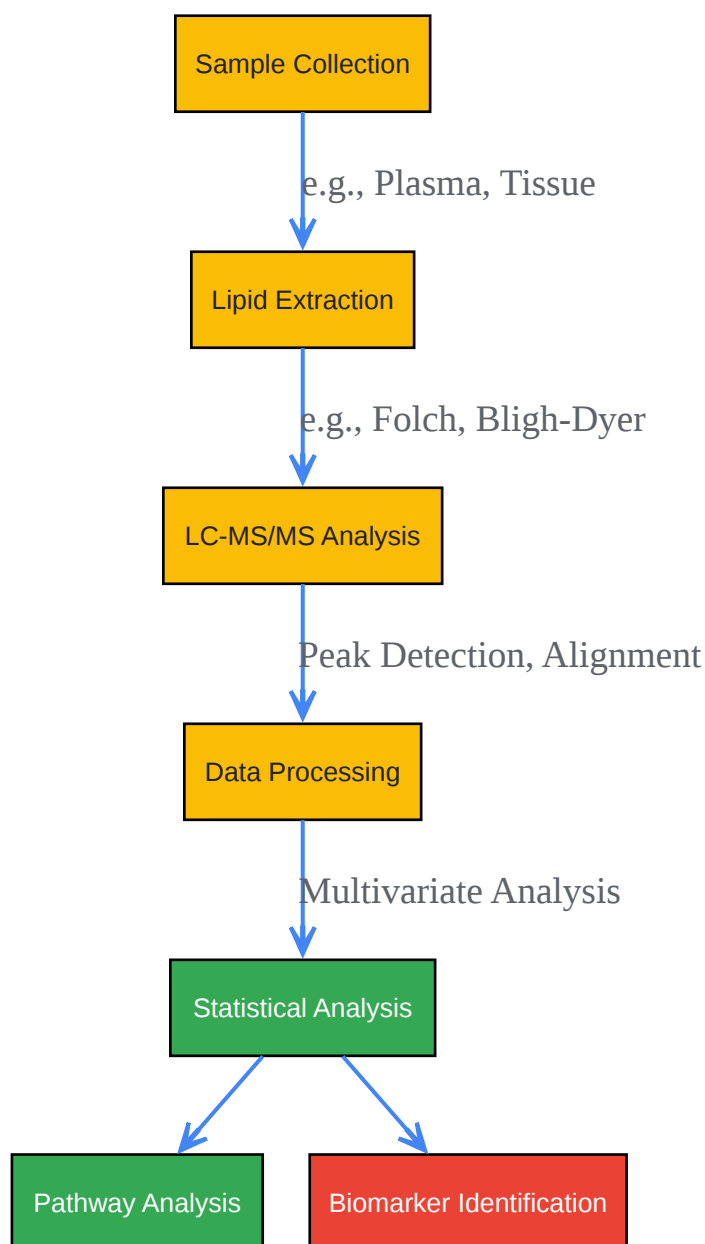 Sample Collection
e.g., Plasma, Tissue
Lipid Extraction
e.g., Folch, Bligh-Dyer
LC-MS/MS Analysis
Peak Detection, Alignment
Data Processing
Multivariate Analysis
Statistical Analysis
Pathway Analysis
Biomarker Identification